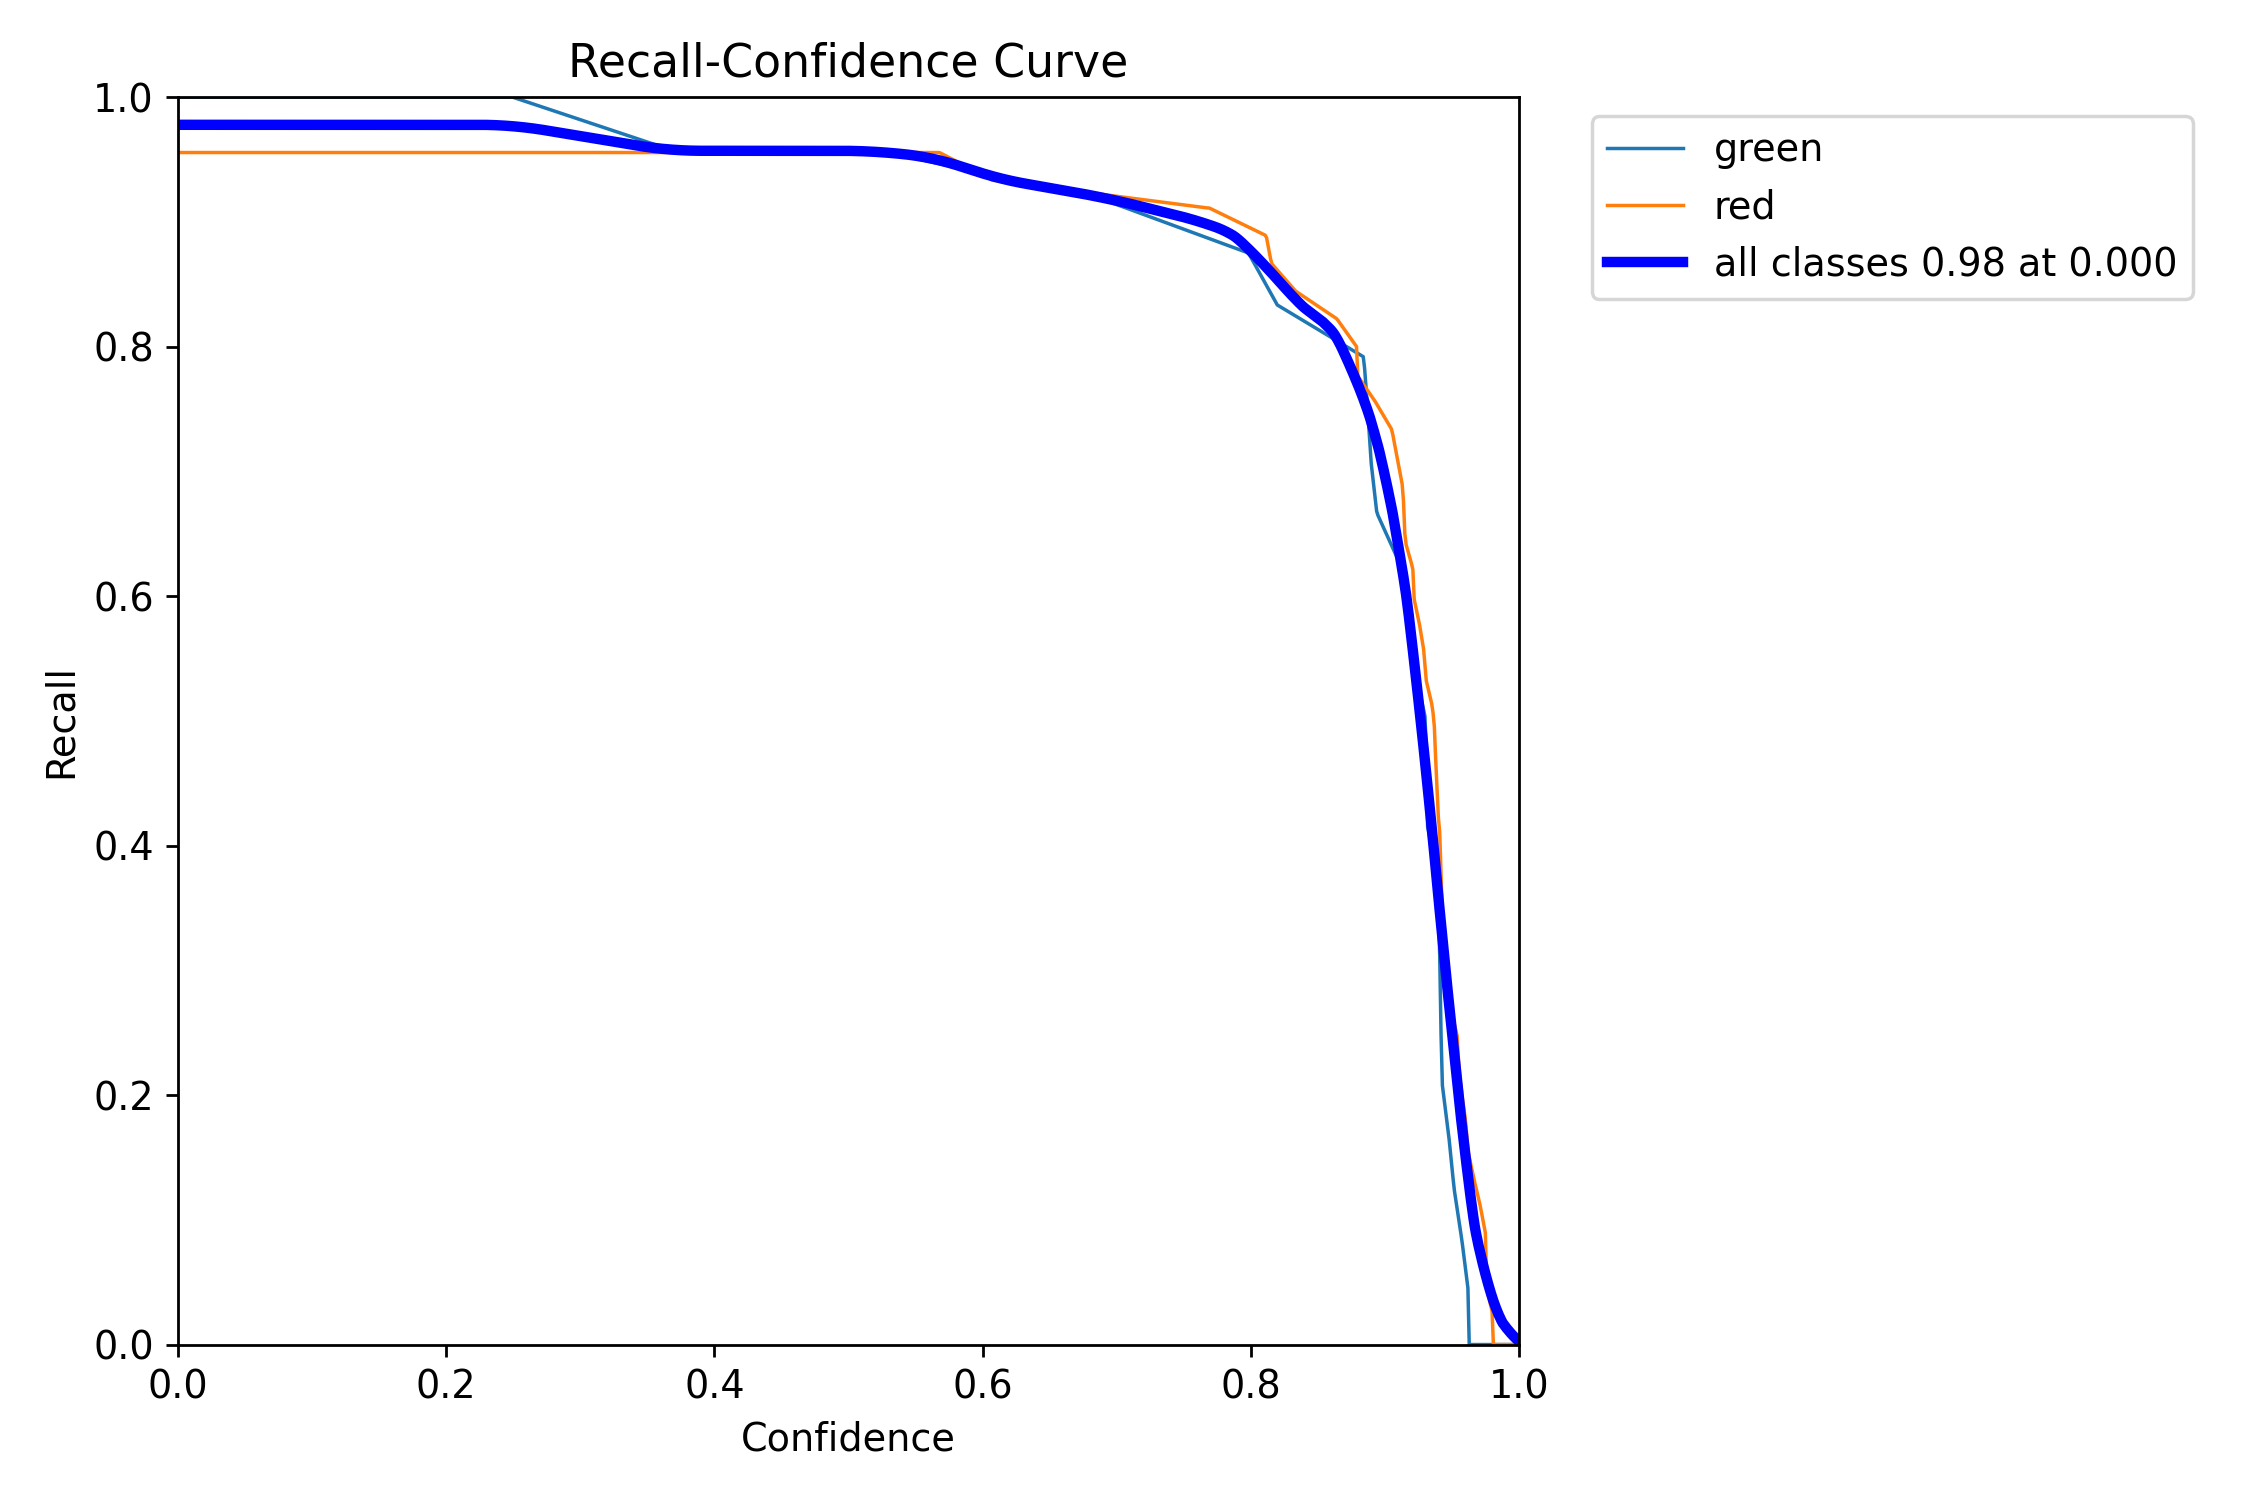 Recall-Confidence Curve
1.0
0.8
0.6
0.4
0.2
0.0
Recall
0.0 0.2 0.4 0.6 0.8 1.0
Confidence
green
red
all classes 0.98 at 0.000